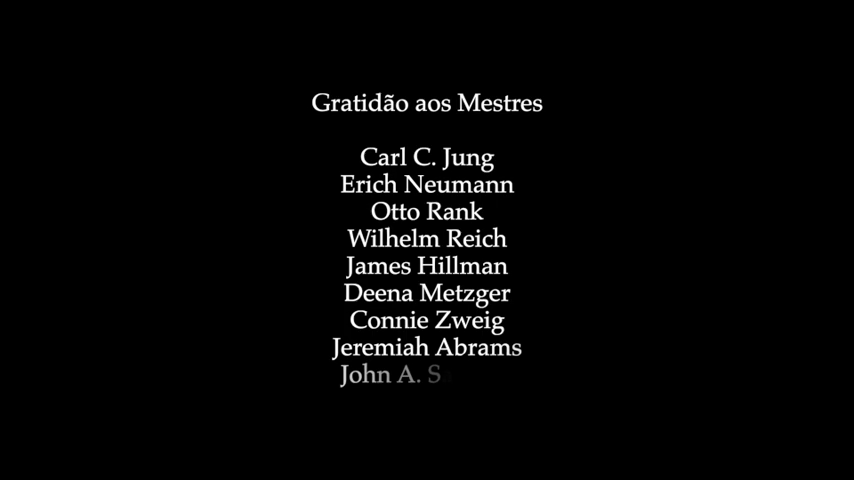 Gratidão aos Mestres
Carl C. Jung
Erich Neumann
Otto Rank
Wilhelm Reich
James Hillman
Deena Metzger
Connie Zweig
Jeremiah Abrams
John A.